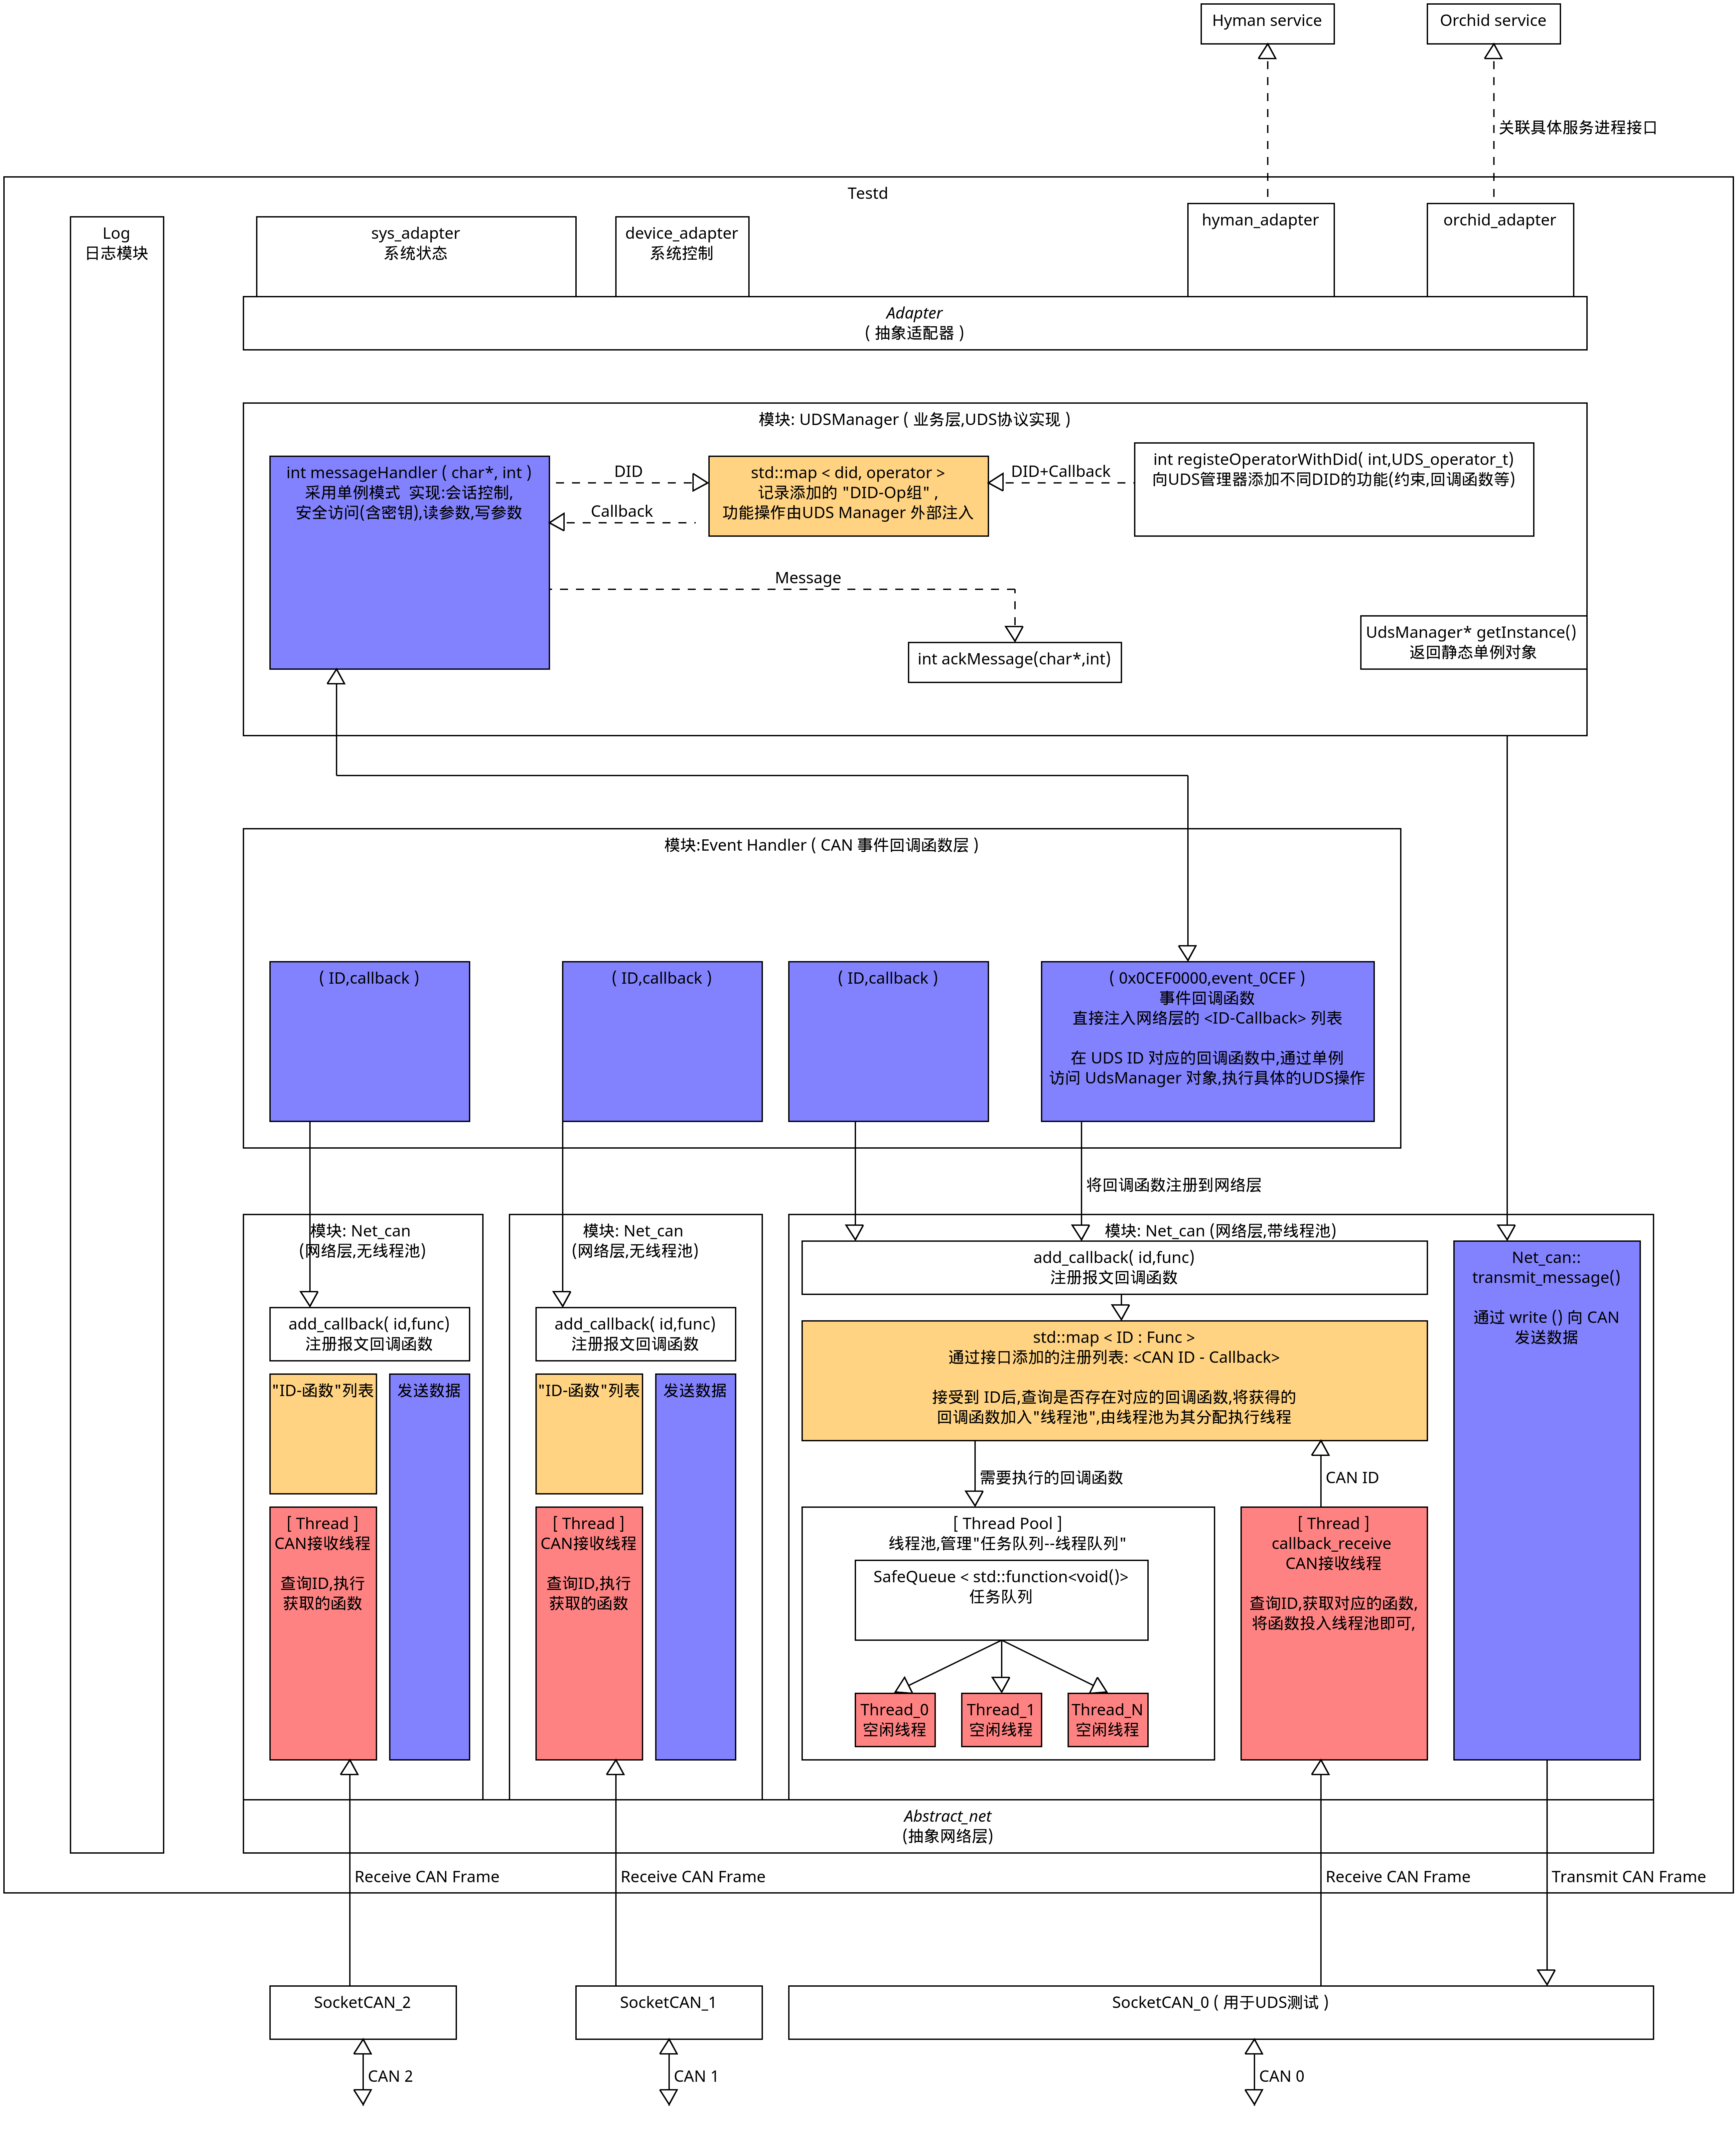 Hyman service
Orchid service
关联具体服务进程接口
Testd
Log
日志模块
sys_adapter
系统状态
device_adapter
系统控制
hyman_adapter
orchid_adapter
Adapter
( 抽象适配器 )
模块: UDSManager ( 业务层,UDS协议实现 )
int messageHandler ( char*, int )
采用单例模式 实现:会话控制,
安全访问(含密钥),读参数,写参数
DID
Callback
std::map < did, operator >
记录添加的 "DID-Op组" ,
功能操作由UDS Manager 外部注入
DID+Callback
int registeOperatorWithDid( int,UDS_operator_t)
向UDS管理器添加不同DID的功能(约束,回调函数等)
Message
int ackMessage(char*,int)
UdsManager* getInstance()
返回静态单例对象
模块:Event Handler ( CAN 事件回调函数层 )
( ID,callback )
( ID,callback )
( ID,callback )
( 0x0CEF0000,event_0CEF )
事件回调函数
直接注入网络层的 <ID-Callback> 列表
在 UDS ID 对应的回调函数中,通过单例
访问 UdsManager 对象,执行具体的UDS操作
将回调函数注册到网络层
模块: Net_can
(网络层,无线程池)
add_callback( id,func)
注册报文回调函数
"ID-函数"列表
发送数据
[ Thread ]
CAN接收线程
查询ID,执行
获取的函数
模块: Net_can
(网络层,无线程池)
add_callback( id,func)
注册报文回调函数
"ID-函数"列表
发送数据
[ Thread ]
CAN接收线程
查询ID,执行
获取的函数
模块: Net_can (网络层,带线程池)
add_callback( id,func)
注册报文回调函数
std::map < ID : Func >
通过接口添加的注册列表: <CAN ID - Callback>
接受到 ID后,查询是否存在对应的回调函数,将获得的
回调函数加入"线程池",由线程池为其分配执行线程
需要执行的回调函数
CAN ID
[ Thread Pool ]
线程池,管理"任务队列--线程队列"
SafeQueue < std::function<void()>
任务队列
Thread_0
空闲线程
Thread_1
空闲线程
Thread_N
空闲线程
[ Thread ]
callback_receive
CAN接收线程
查询ID,获取对应的函数,
将函数投入线程池即可,
Net_can::
transmit_message()
通过 write () 向 CAN
发送数据
Abstract_net
(抽象网络层)
Receive CAN Frame
Receive CAN Frame
Receive CAN Frame
Transmit CAN Frame
SocketCAN_2
SocketCAN_1
SocketCAN_0 ( 用于UDS测试 )
CAN 2
CAN 1
CAN 0